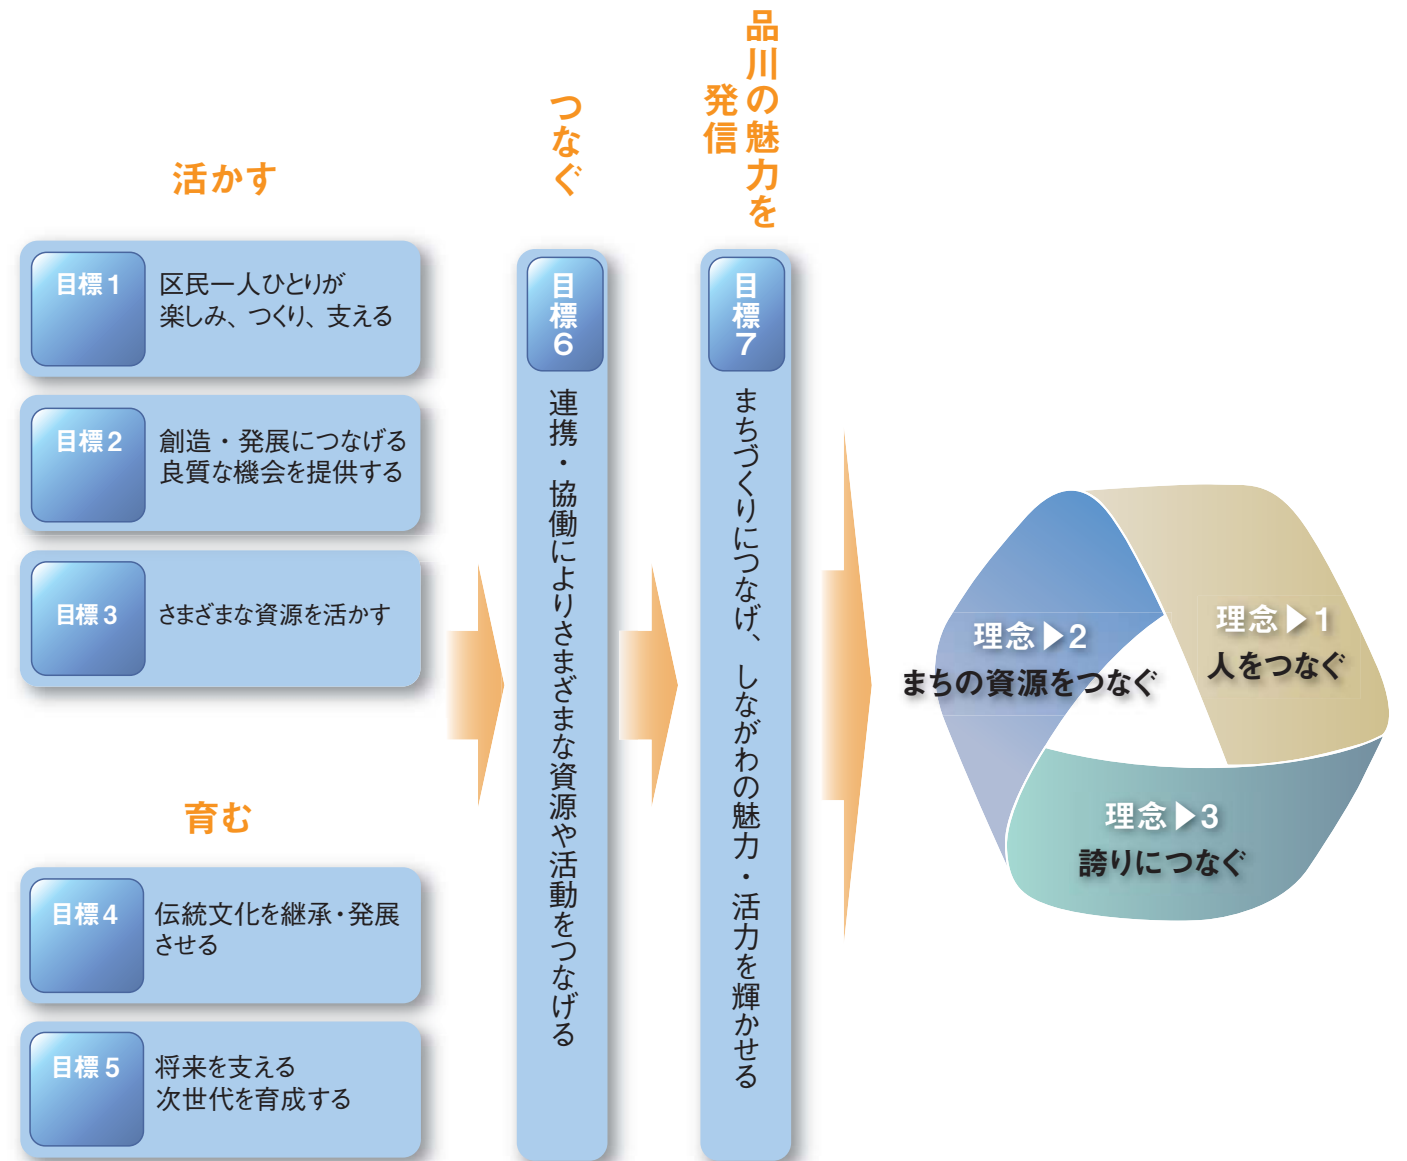 活かす
目標1
区民一人ひとりが
楽しみ、つくり、支える
目標2
創造・発展につなげる
良質な機会を提供する
目標3
さまざまな資源を活かす
育む
目標4
伝統文化を継承・発展
させる
目標5
将来を支える
次世代を育成する
つなぐ
目標6
連携・協働によりさまざまな資源や活動をつなげる
品川の魅力を
発信
目標7
まちづくりにつなげ、しながわの魅力・活力を輝かせる
理念▶1
人をつなぐ
理念▶2
まちの資源をつなぐ
理念▶3
誇りにつなぐ